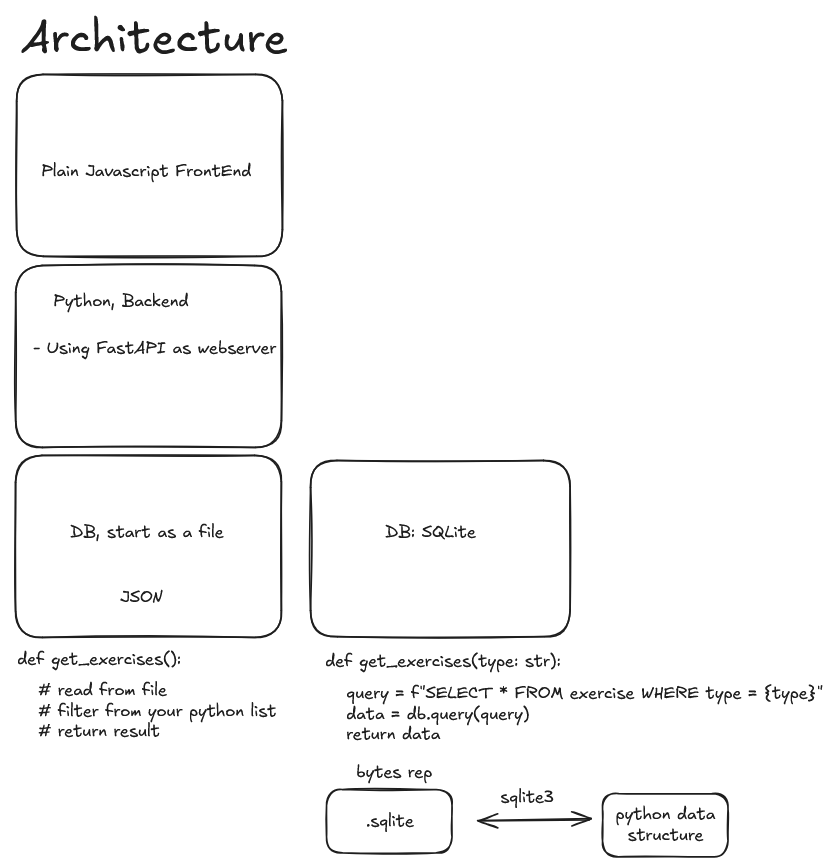 Architecture
Plain Javascript FrontEnd
Python, Backend
- Using FastAPI as webserver
DB, start as a file
JSON
DB: SQLite
def get_exercises():
# read from file
# filter from your python list
# return result
def get_exercises(type: str):
query = f"SELECT * FROM exercise WHERE type = {type}"
data = db.query(query)
return data
bytes rep
.sqlite
sqlite3
python data
structure